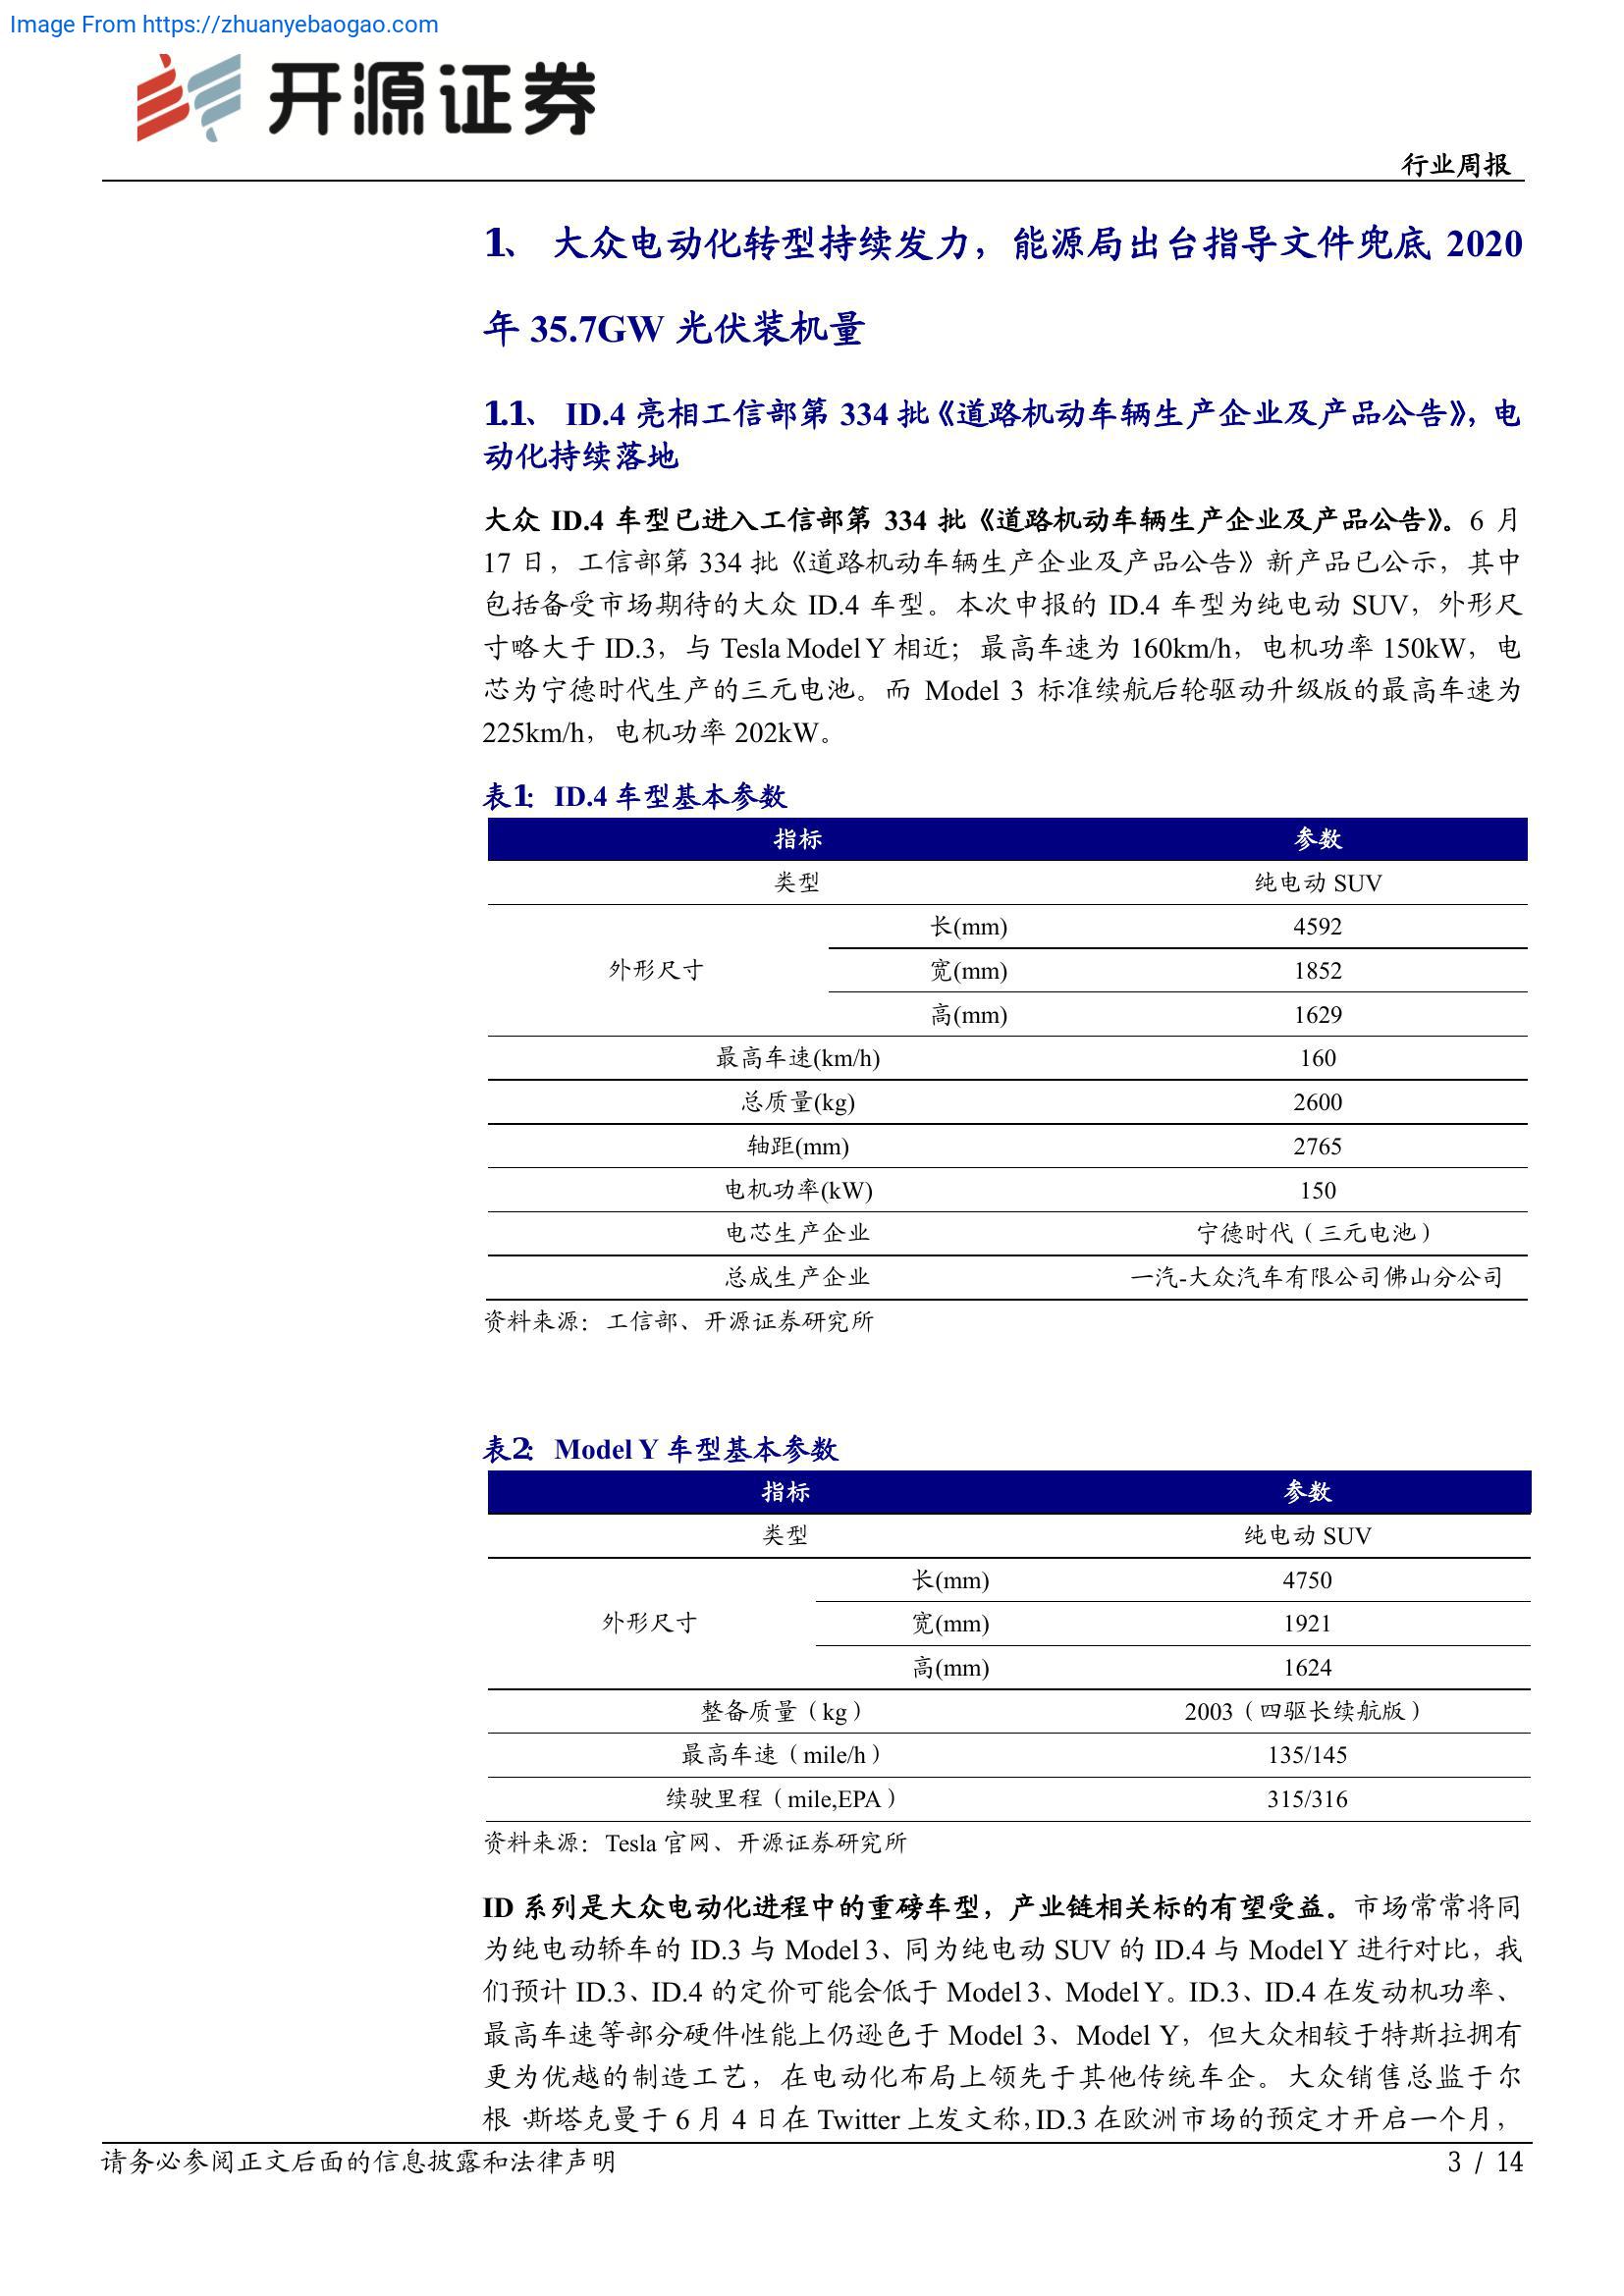 Image From https://zhuanyebaogao.com
开源证券
行业周报
1、 大众电动化转型持续发力，能源局出台指导文件兜底 2020
年 35.7GW 光伏装机量
1.1、 ID.4 亮相工信部第 334 批《道路机动车辆生产企业及产品公告》，电
动化持续落地
大众 ID.4 车型已进入工信部第 334 批《道路机动车辆生产企业及产品公告》。6 月
17 日，工信部第 334 批《道路机动车辆生产企业及产品公告》新产品已公示，其中
包括备受市场期待的大众 ID.4 车型。本次申报的 ID.4 车型为纯电动 SUV，外形尺
寸略大于 ID.3，与 Tesla Model Y 相近；最高车速为 160km/h，电机功率 150kW，电
芯为宁德时代生产的三元电池。而 Model 3 标准续航后轮驱动升级版的最高车速为
225km/h，电机功率 202kW。
表1： ID.4 车型基本参数
指标 参数
类型 纯电动 SUV
长(mm) 4592
外形尺寸 宽(mm) 1852
高(mm) 1629
最高车速(km/h) 160
总质量(kg) 2600
轴距(mm) 2765
电机功率(kW) 150
电芯生产企业 宁德时代（三元电池）
总成生产企业 一汽-大众汽车有限公司佛山分公司
资料来源：工信部、开源证券研究所
表2： Model Y 车型基本参数
指标 参数
类型 纯电动 SUV
长(mm) 4750
外形尺寸 宽(mm) 1921
高(mm) 1624
整备质量（kg） 2003（四驱长续航版）
最高车速（mile/h） 135/145
续驶里程（mile,EPA） 315/316
资料来源：Tesla 官网、开源证券研究所
ID 系列是大众电动化进程中的重磅车型，产业链相关标的有望受益。市场常常将同
为纯电动轿车的 ID.3 与 Model 3、同为纯电动 SUV 的 ID.4 与 Model Y 进行对比，我
们预计 ID.3、ID.4 的定价可能会低于 Model 3、Model Y。ID.3、ID.4 在发动机功率、
最高车速等部分硬件性能上仍逊色于 Model 3、Model Y，但大众相较于特斯拉拥有
更为优越的制造工艺，在电动化布局上领先于其他传统车企。大众销售总监于尔
根·斯塔克曼于 6 月 4 日在 Twitter 上发文称，ID.3 在欧洲市场的预定才开启一个月，
请务必参阅正文后面的信息披露和法律声明 3 / 14